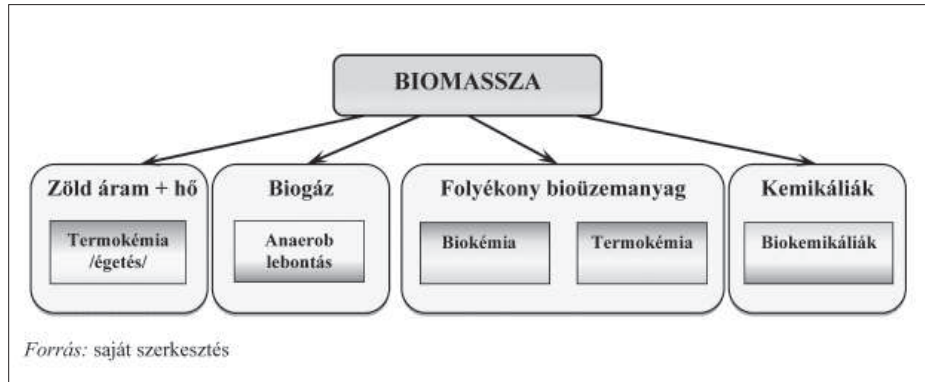 BIOMASSZA
Zöld áram + hő
Termokémia
/égetés/
Biogáz
Anaerob
lebontás
Folyékony bioüzemanyag
Biokémia
Termokémia
Kemikáliák
Biokemikáliák
Forrás: saját szerkesztés